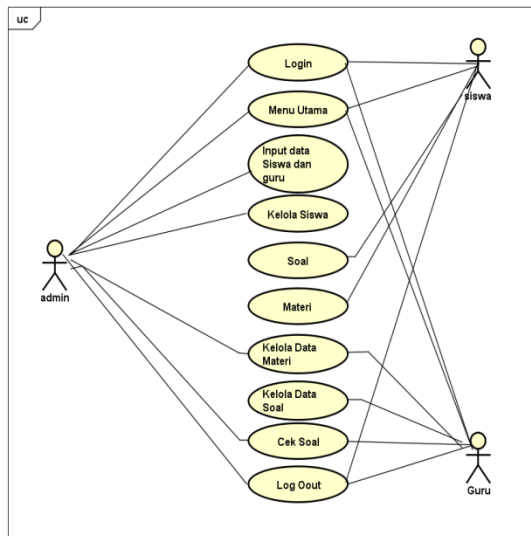 uc
Login
siswa
Menu Utama
Input data
Siswa dan
guru
Kelola Siswa
admin
Soal
Materi
Kelola Data
Materi
Kelola Data
Soal
Cek Soal
Guru
Log Oout